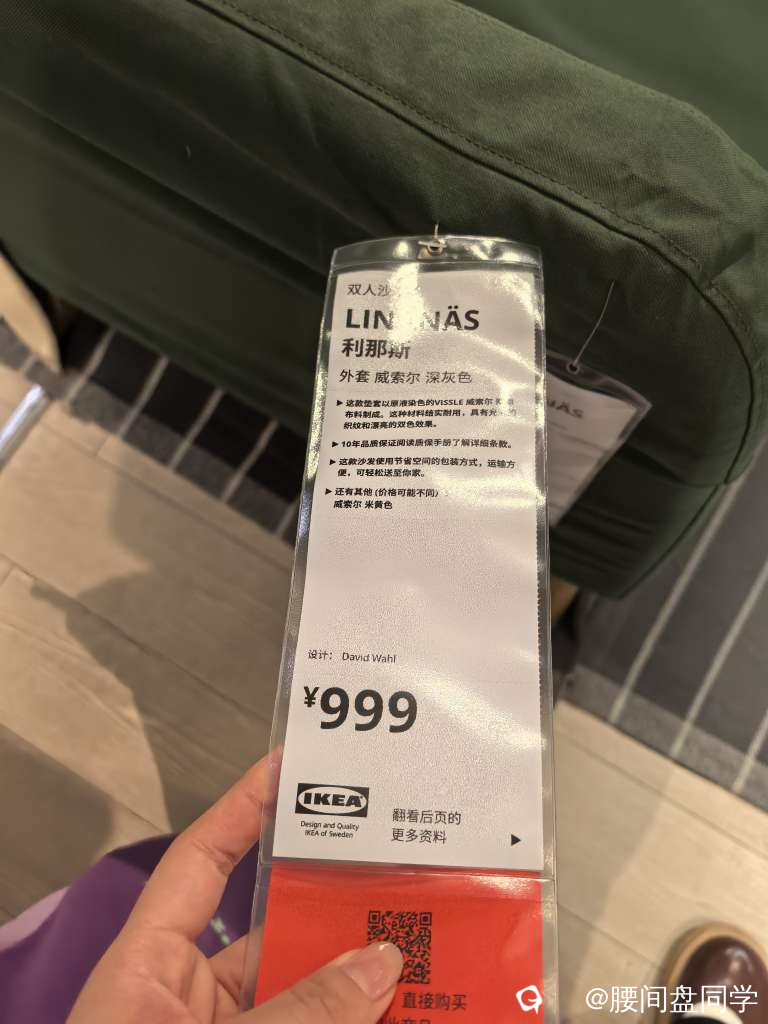 双人沙
LIN NÄS
利那斯
外套 威索尔 深灰色
▶ 这款垫套以原液染色的VISSLE 威索尔
布料制成。这种材料结实耐用，具有光
织纹和漂亮的双色效果。
▶ 10年品质保证阅读质保手册了解详细条款。
▶ 这款沙发使用节省空间的包装方式，运输方
便，可轻松送至你家。
▶ 还有其他 (价格可能不同)
威索尔 米黄色
设计： David Wahl
¥999
IKEA
Design and Quality
IKEA of Sweden
翻看后页的
更多资料
直接购买
NÄS
@腰间盘同学